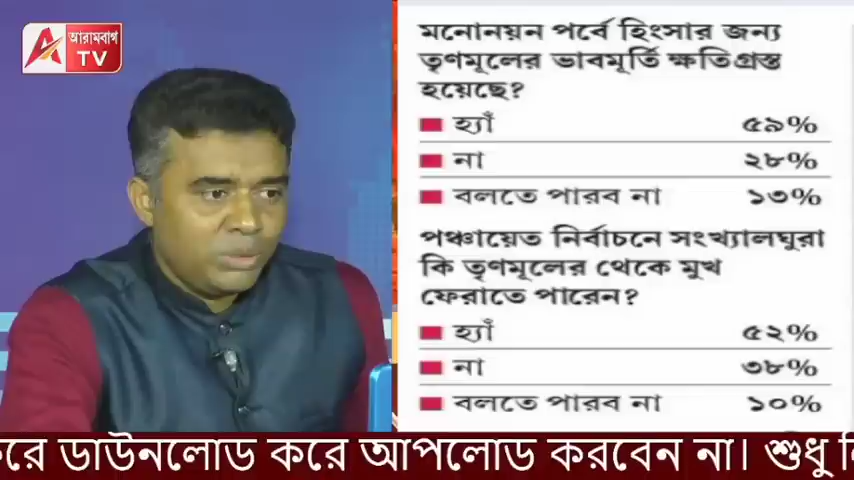 আরামবাগ
TV
মনোনয়ন পর্বে হিংসার জন্য
তৃণমূলের ভাবমূর্তি ক্ষতিগ্রস্ত
হয়েছে?
হ্যাঁ ৫৯%
না ২৮%
বলতে পারব না ১৩%
পঞ্চায়েত নির্বাচনে সংখ্যালঘুরা
কি তৃণমূলের থেকে মুখ
ফেরাতে পারেন?
হ্যাঁ ৫২%
না ৩৮%
বলতে পারব না ১০%
করে ডাউনলোড করে আপলোড করবেন না। শুধু